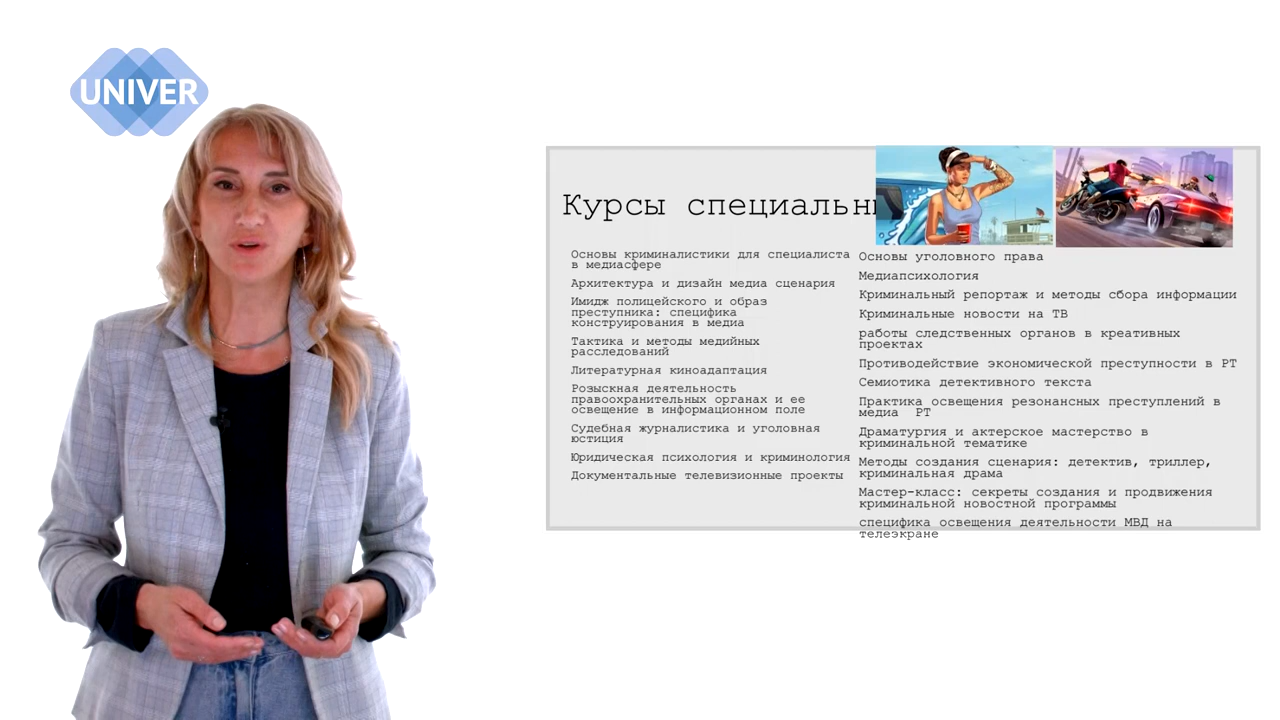 UNIVER
Курсы специальн
Основы криминалистики для специалиста
в медиасфере
Архитектура и дизайн медиа сценария
Имидж полицейского и образ
преступника: специфика
конструирования в медиа
Тактика и методы медийных
расследований
Литературная киноадаптация
Розыскная деятельность
правоохранительных органах и ее
освещение в информационном поле
Судебная журналистика и уголовная
юстиция
Юридическая психология и криминология
Документальные телевизионные проекты
Основы уголовного права
Медиапсихология
Криминальный репортаж и методы сбора информации
Криминальные новости на ТВ
работы следственных органов в креативных
проектах
Противодействие экономической преступности в РТ
Семиотика детективного текста
Практика освещения резонансных преступлений в
медиа РТ
Драматургия и актерское мастерство в
криминальной тематике
Методы создания сценария: детектив, триллер,
криминальная драма
Мастер-класс: секреты создания и продвижения
криминальной новостной программы
специфика освещения деятельности МВД на
телеэкране